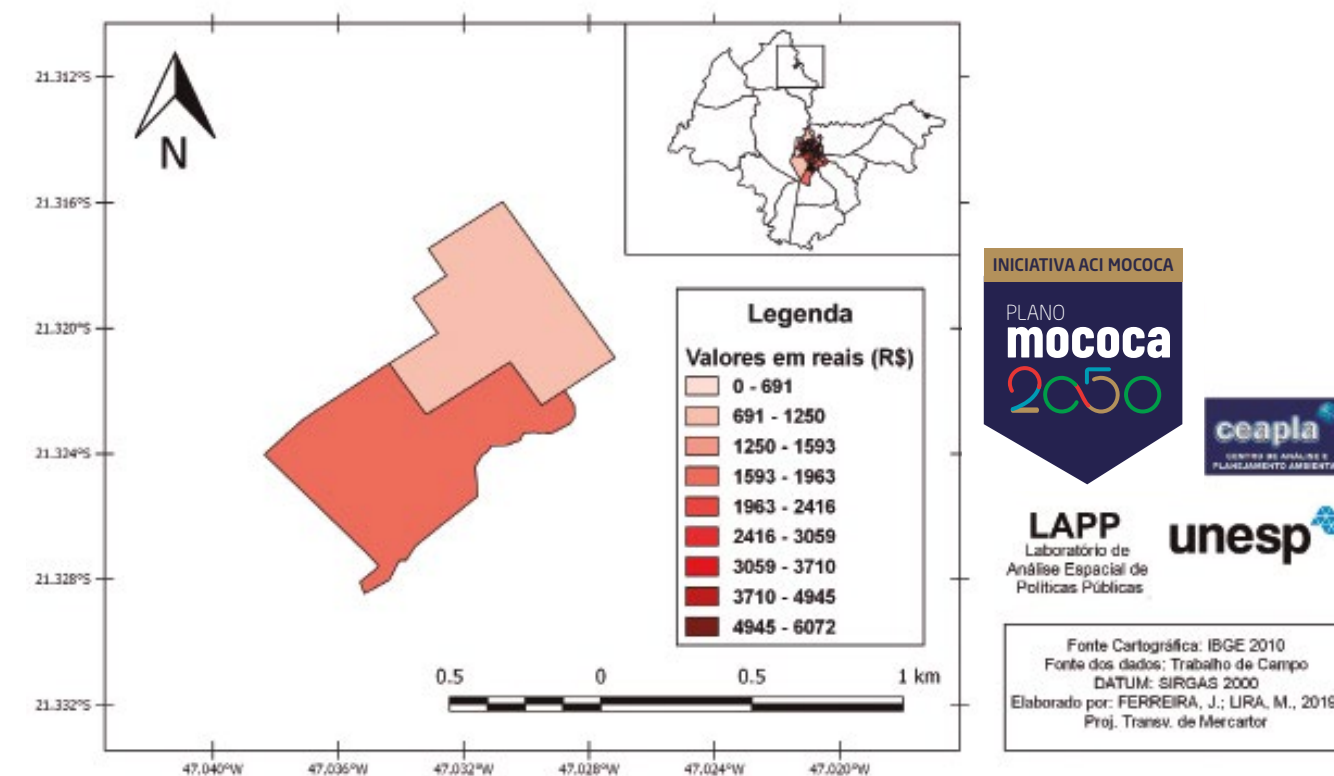 21.312°S
21.316°S
21.320°S
21.324°S
21.328°S
21.332°S
N
Legenda
Valores em reais (R$)
0 - 691
691 - 1250
1250 - 1593
1593 - 1963
1963 - 2416
2416 - 3059
3059 - 3710
3710 - 4945
4945 - 6072
0.5 0 0.5 1 km
47.040°W 47.036°W 47.032°W 47.028°W 47.024°W 47.020°W
INICIATIVA ACI MOCOCA
PLANO
mococa
2050
ceapla
CENTRO DE ANÁLISE E
PLANEJAMENTO AMBIENTA
LAPP
Laboratório de
Análise Espacial de
Políticas Públicas
unesp
Fonte Cartográfica: IBGE 2010
Fonte dos dados: Trabalho de Campo
DATUM: SIRGAS 2000
Elaborado por: FERREIRA, J.; LIRA, M., 2019
Proj. Transv. de Mercartor